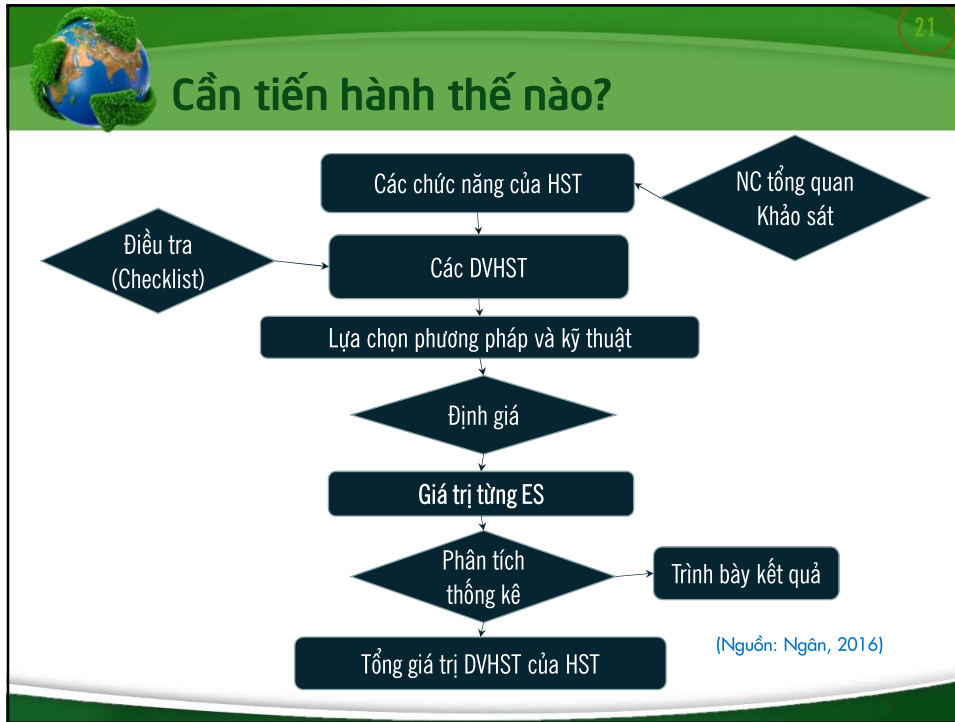 21
Cần tiến hành thế nào?
Các chức năng của HST
NC tổng quan
Khảo sát
Điều tra
(Checklist)
Các DVHST
Lựa chọn phương pháp và kỹ thuật
Định giá
Giá trị từng ES
Phân tích
thống kê
Trình bày kết quả
Tổng giá trị DVHST của HST
(Nguồn: Ngân, 2016)